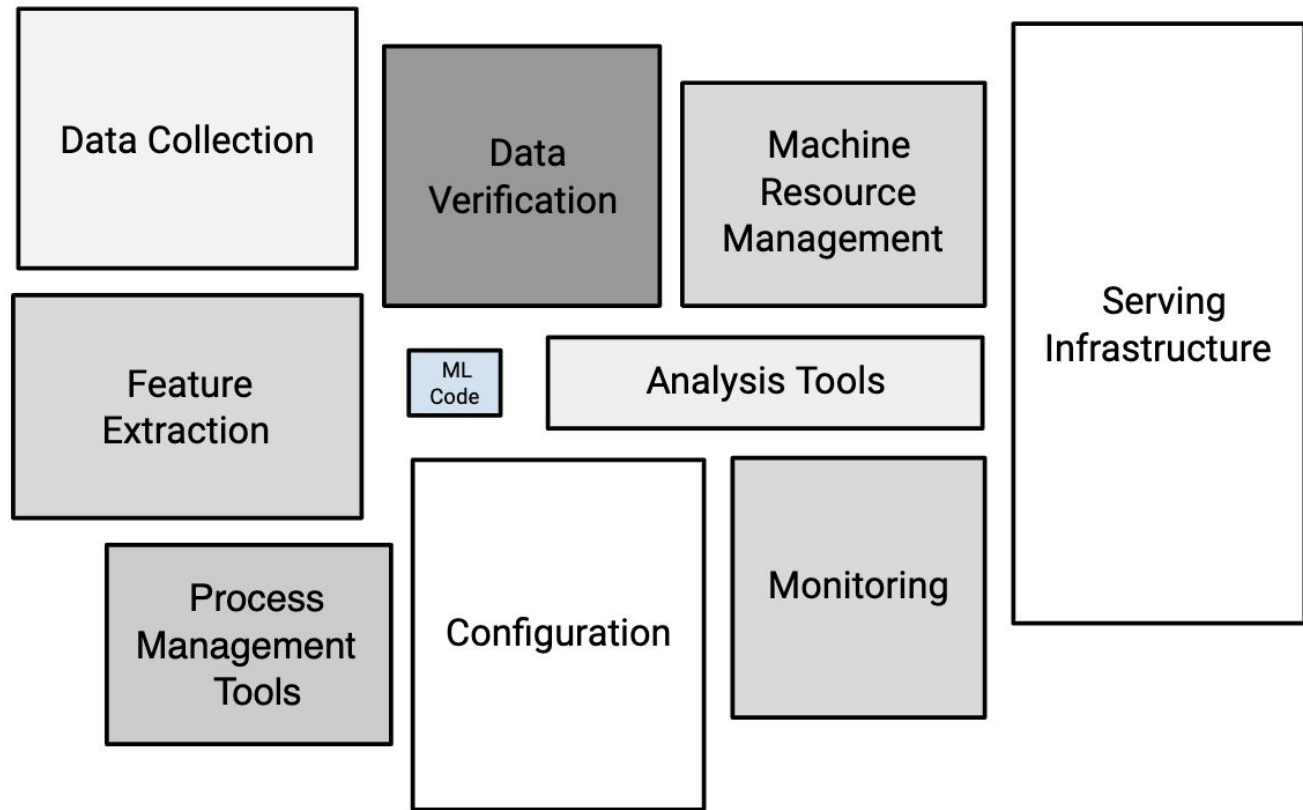 Data Collection
Data
Verification
Machine
Resource
Management
Serving
Infrastructure
Feature
Extraction
ML
Code
Analysis Tools
Process
Management
Tools
Configuration
Monitoring